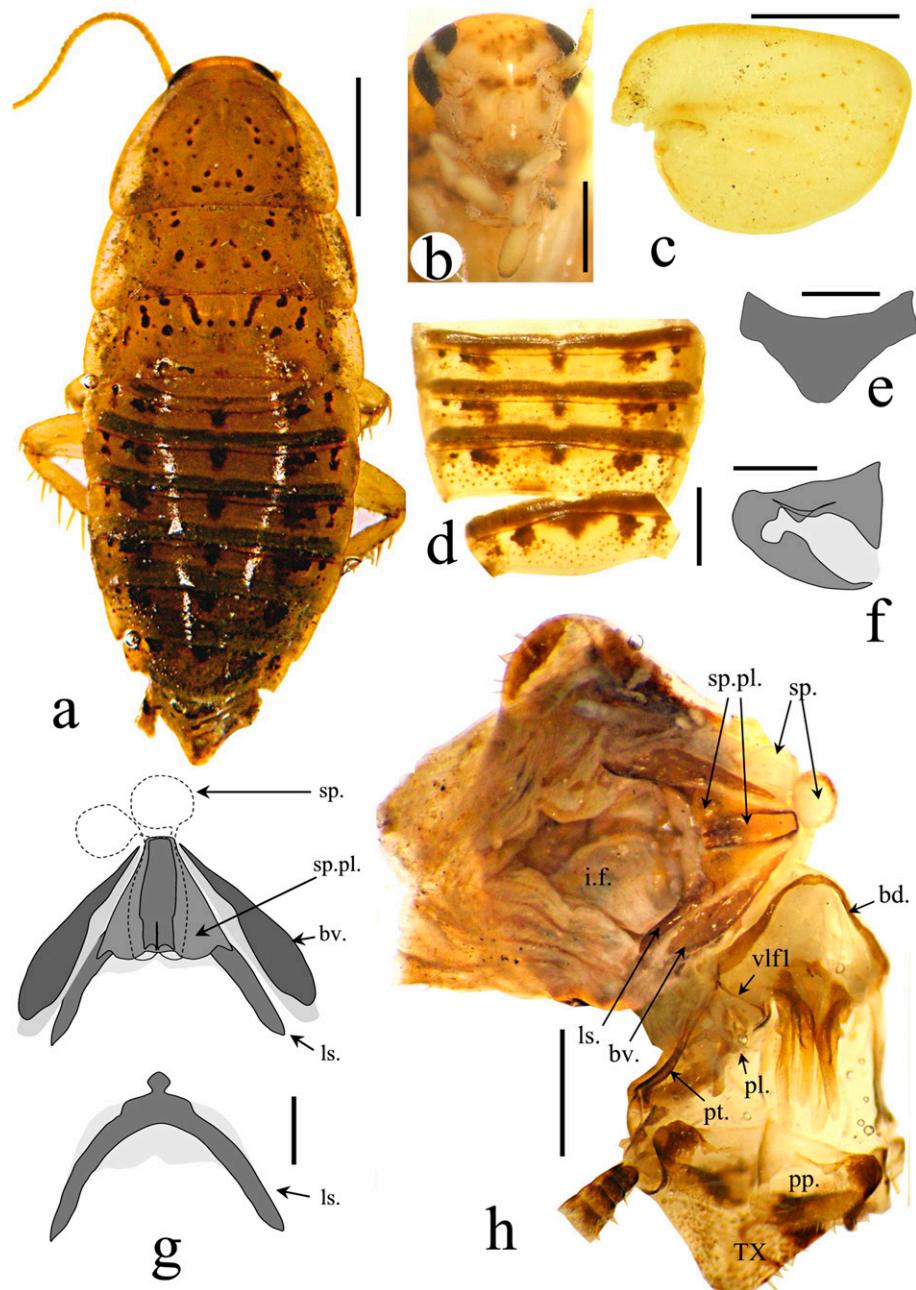 a
b
c
d
e
f
sp.pl. sp.
sp.
sp.pl.
bv.
ls.
ls.
g
i.f.
bd.
vlf1
ls.
bv.
pl.
pt.
pp.
TX
h